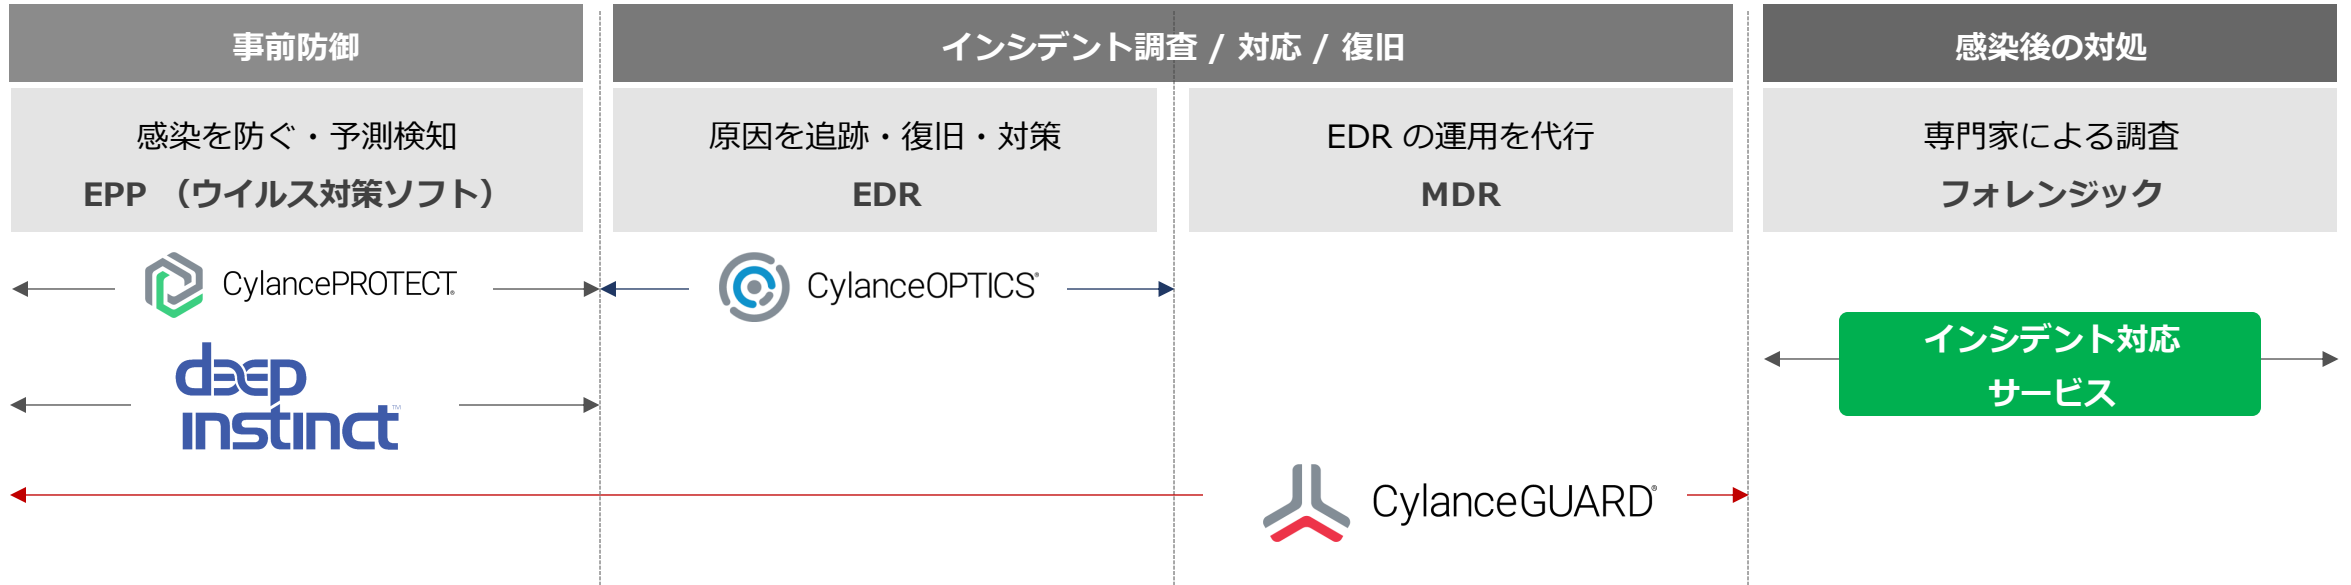 事前防御
インシデント調査 / 対応 / 復旧
感染後の対処
感染を防ぐ・予測検知
EPP （ウイルス対策ソフト）
原因を追跡・復旧・対策
EDR
EDR の運用を代行
MDR
専門家による調査
フォレンジック
CylancePROTECT®
CylanceOPTICS®
deep
instinct™
インシデント対応
サービス
CylanceGUARD®